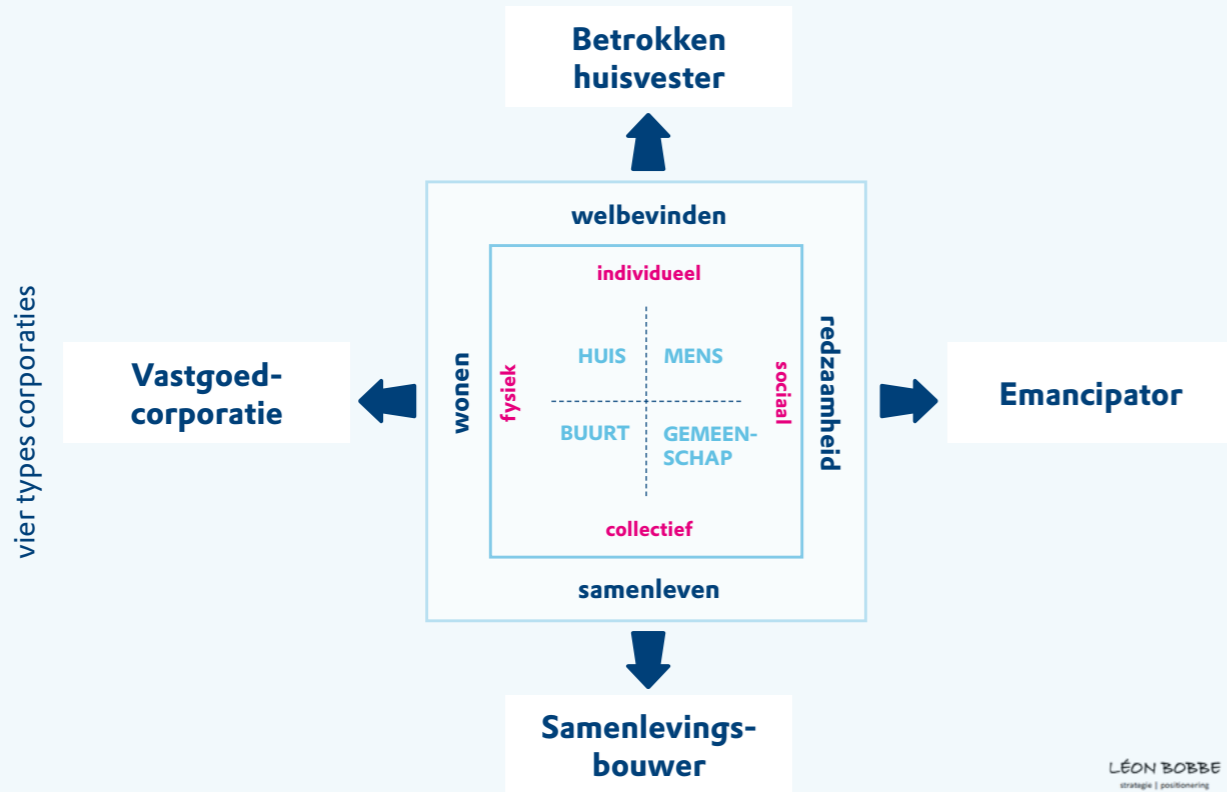 Betrokken
huisvester
welbevinden
individueel
vier types corporaties
Vastgoed-
corporatie
wonen
fysiek
HUIS
MENS
BUURT
GEMEEN-
SCHAP
sociaal
redzaamheid
Emancipator
collectief
samenleven
Samenlevings-
bouwer
LÉON BOBBE
strategie | positionering